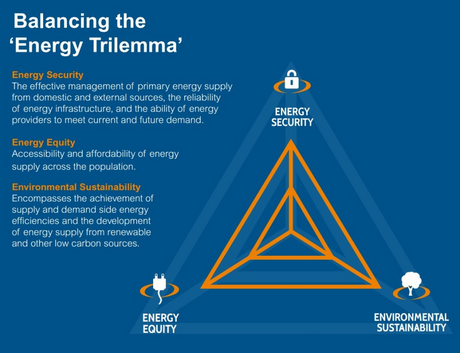 Balancing the
‘Energy Trilemma’
Energy Security
The effective management of primary energy supply
from domestic and external sources, the reliability
of energy infrastructure, and the ability of energy
providers to meet current and future demand.
Energy Equity
Accessibility and affordability of energy
supply across the population.
Environmental Sustainability
Encompasses the achievement of
supply and demand side energy
efficiencies and the development
of energy supply from renewable
and other low carbon sources.
ENERGY
SECURITY
ENERGY
EQUITY
ENVIRONMENTAL
SUSTAINABILITY